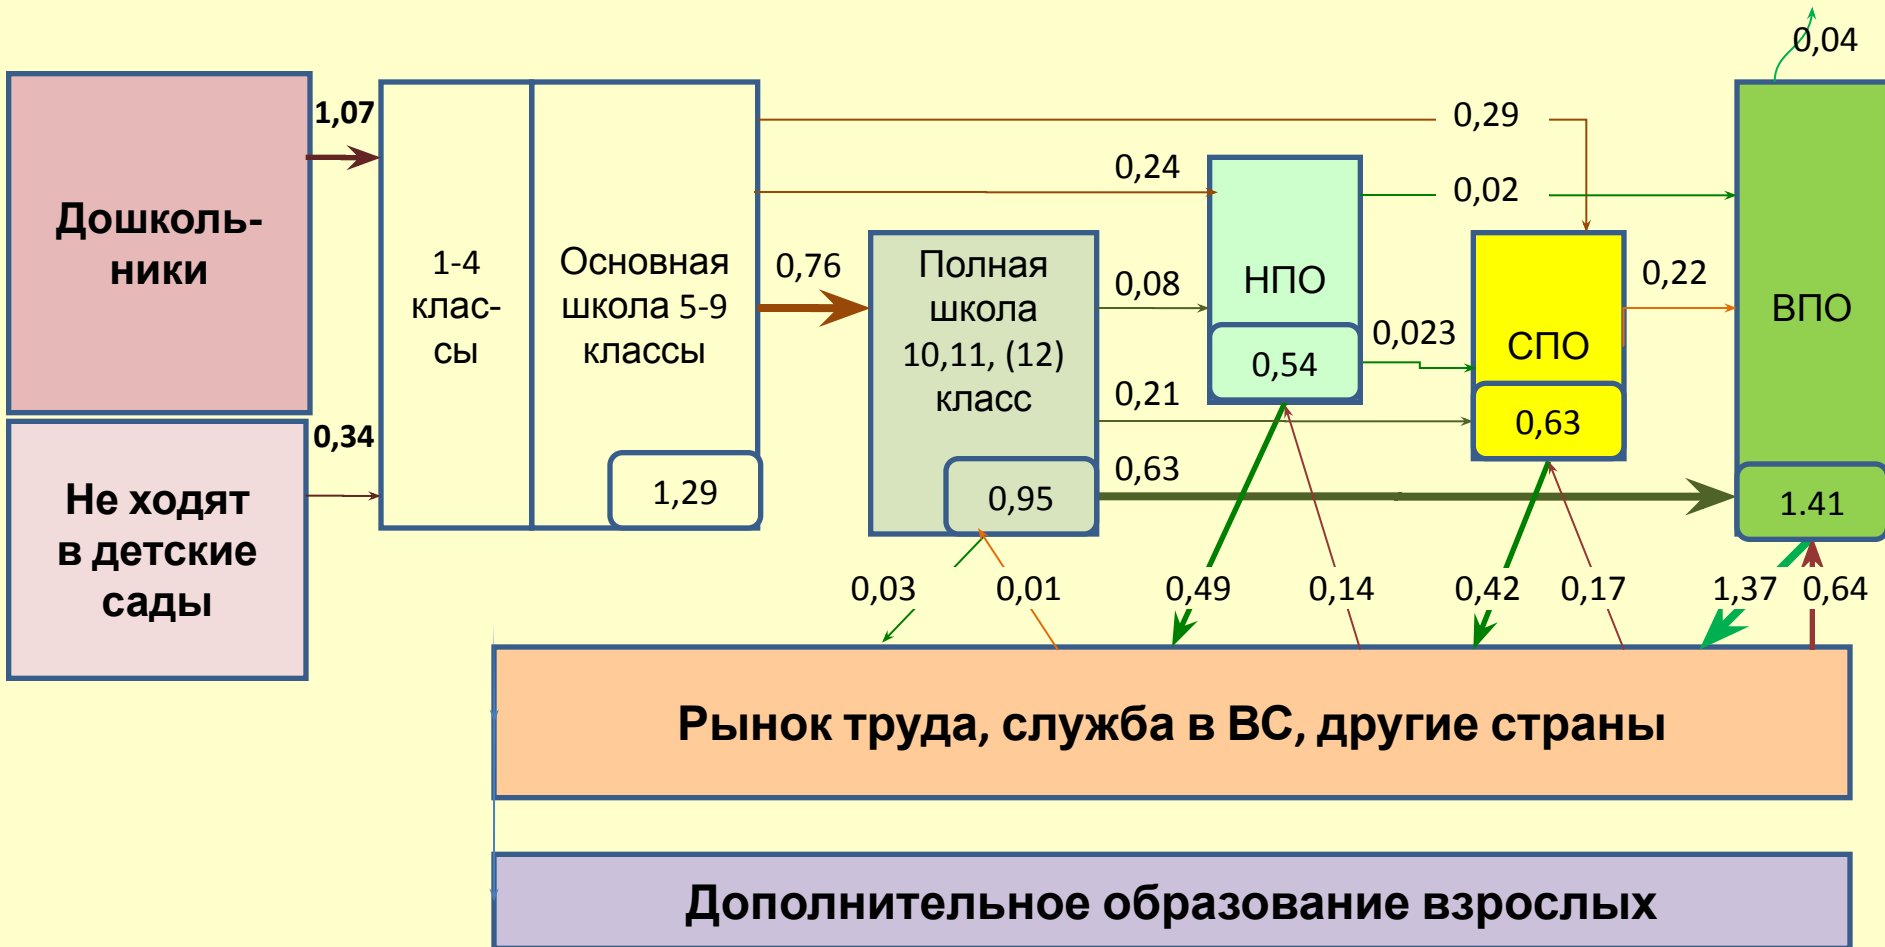 0,04
1,07
0,29
0,24
0,02
Дошколь-
ники
1-4
клас-
сы
Основная
школа 5-9
классы
0,76
Полная
школа
10,11, (12)
класс
0,08
НПО
0,023
0,22
СПО
ВПО
0,54
0,21
0,63
0,34
0,63
Не ходят
в детские
сады
1,29
0,95
1.41
0,03
0,01
0,49
0,14
0,42
0,17
1,37
0,64
Рынок труда, служба в ВС, другие страны
Дополнительное образование взрослых